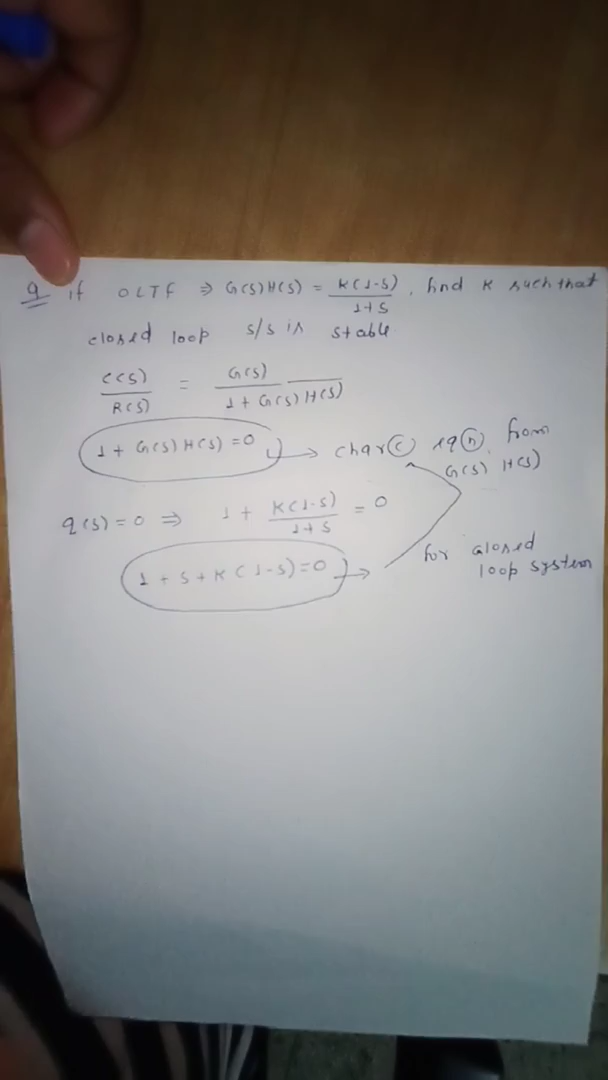 Q if OLTF ⇒ G(s)H(s) = K(1-s)/1+s , find K such that
closed loop s/s is stable.
C(s)/R(s) = G(s)/1 + G(s) H(s)
1 + G(s) H(s) = 0 → char(c) eq(n) from
G(s) H(s)
q(s) = 0 ⇒ 1 + K(1-s)/1+s = 0
1 + s + K(1-s) = 0 →
for closed
loop system